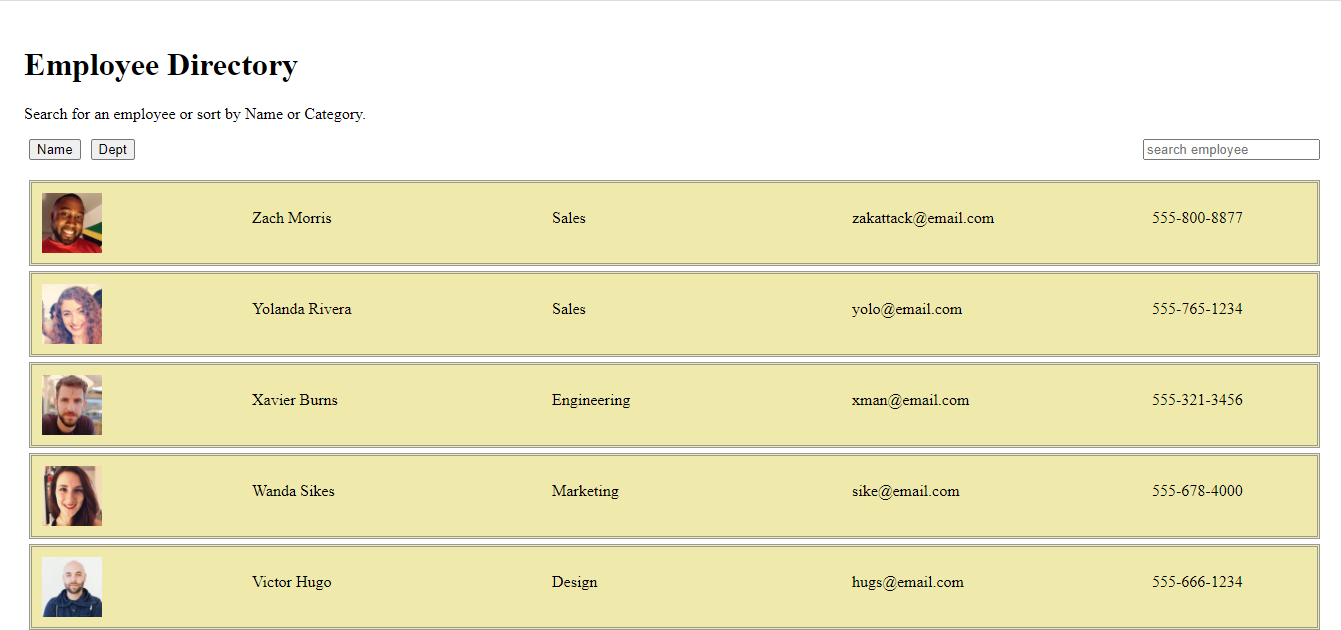 Employee Directory
Search for an employee or sort by Name or Category.
Name Dept search employee
Zach Morris Sales zakattack@email.com 555-800-8877
Yolanda Rivera Sales yolo@email.com 555-765-1234
Xavier Burns Engineering xman@email.com 555-321-3456
Wanda Sikes Marketing sike@email.com 555-678-4000
Victor Hugo Design hugs@email.com 555-666-1234